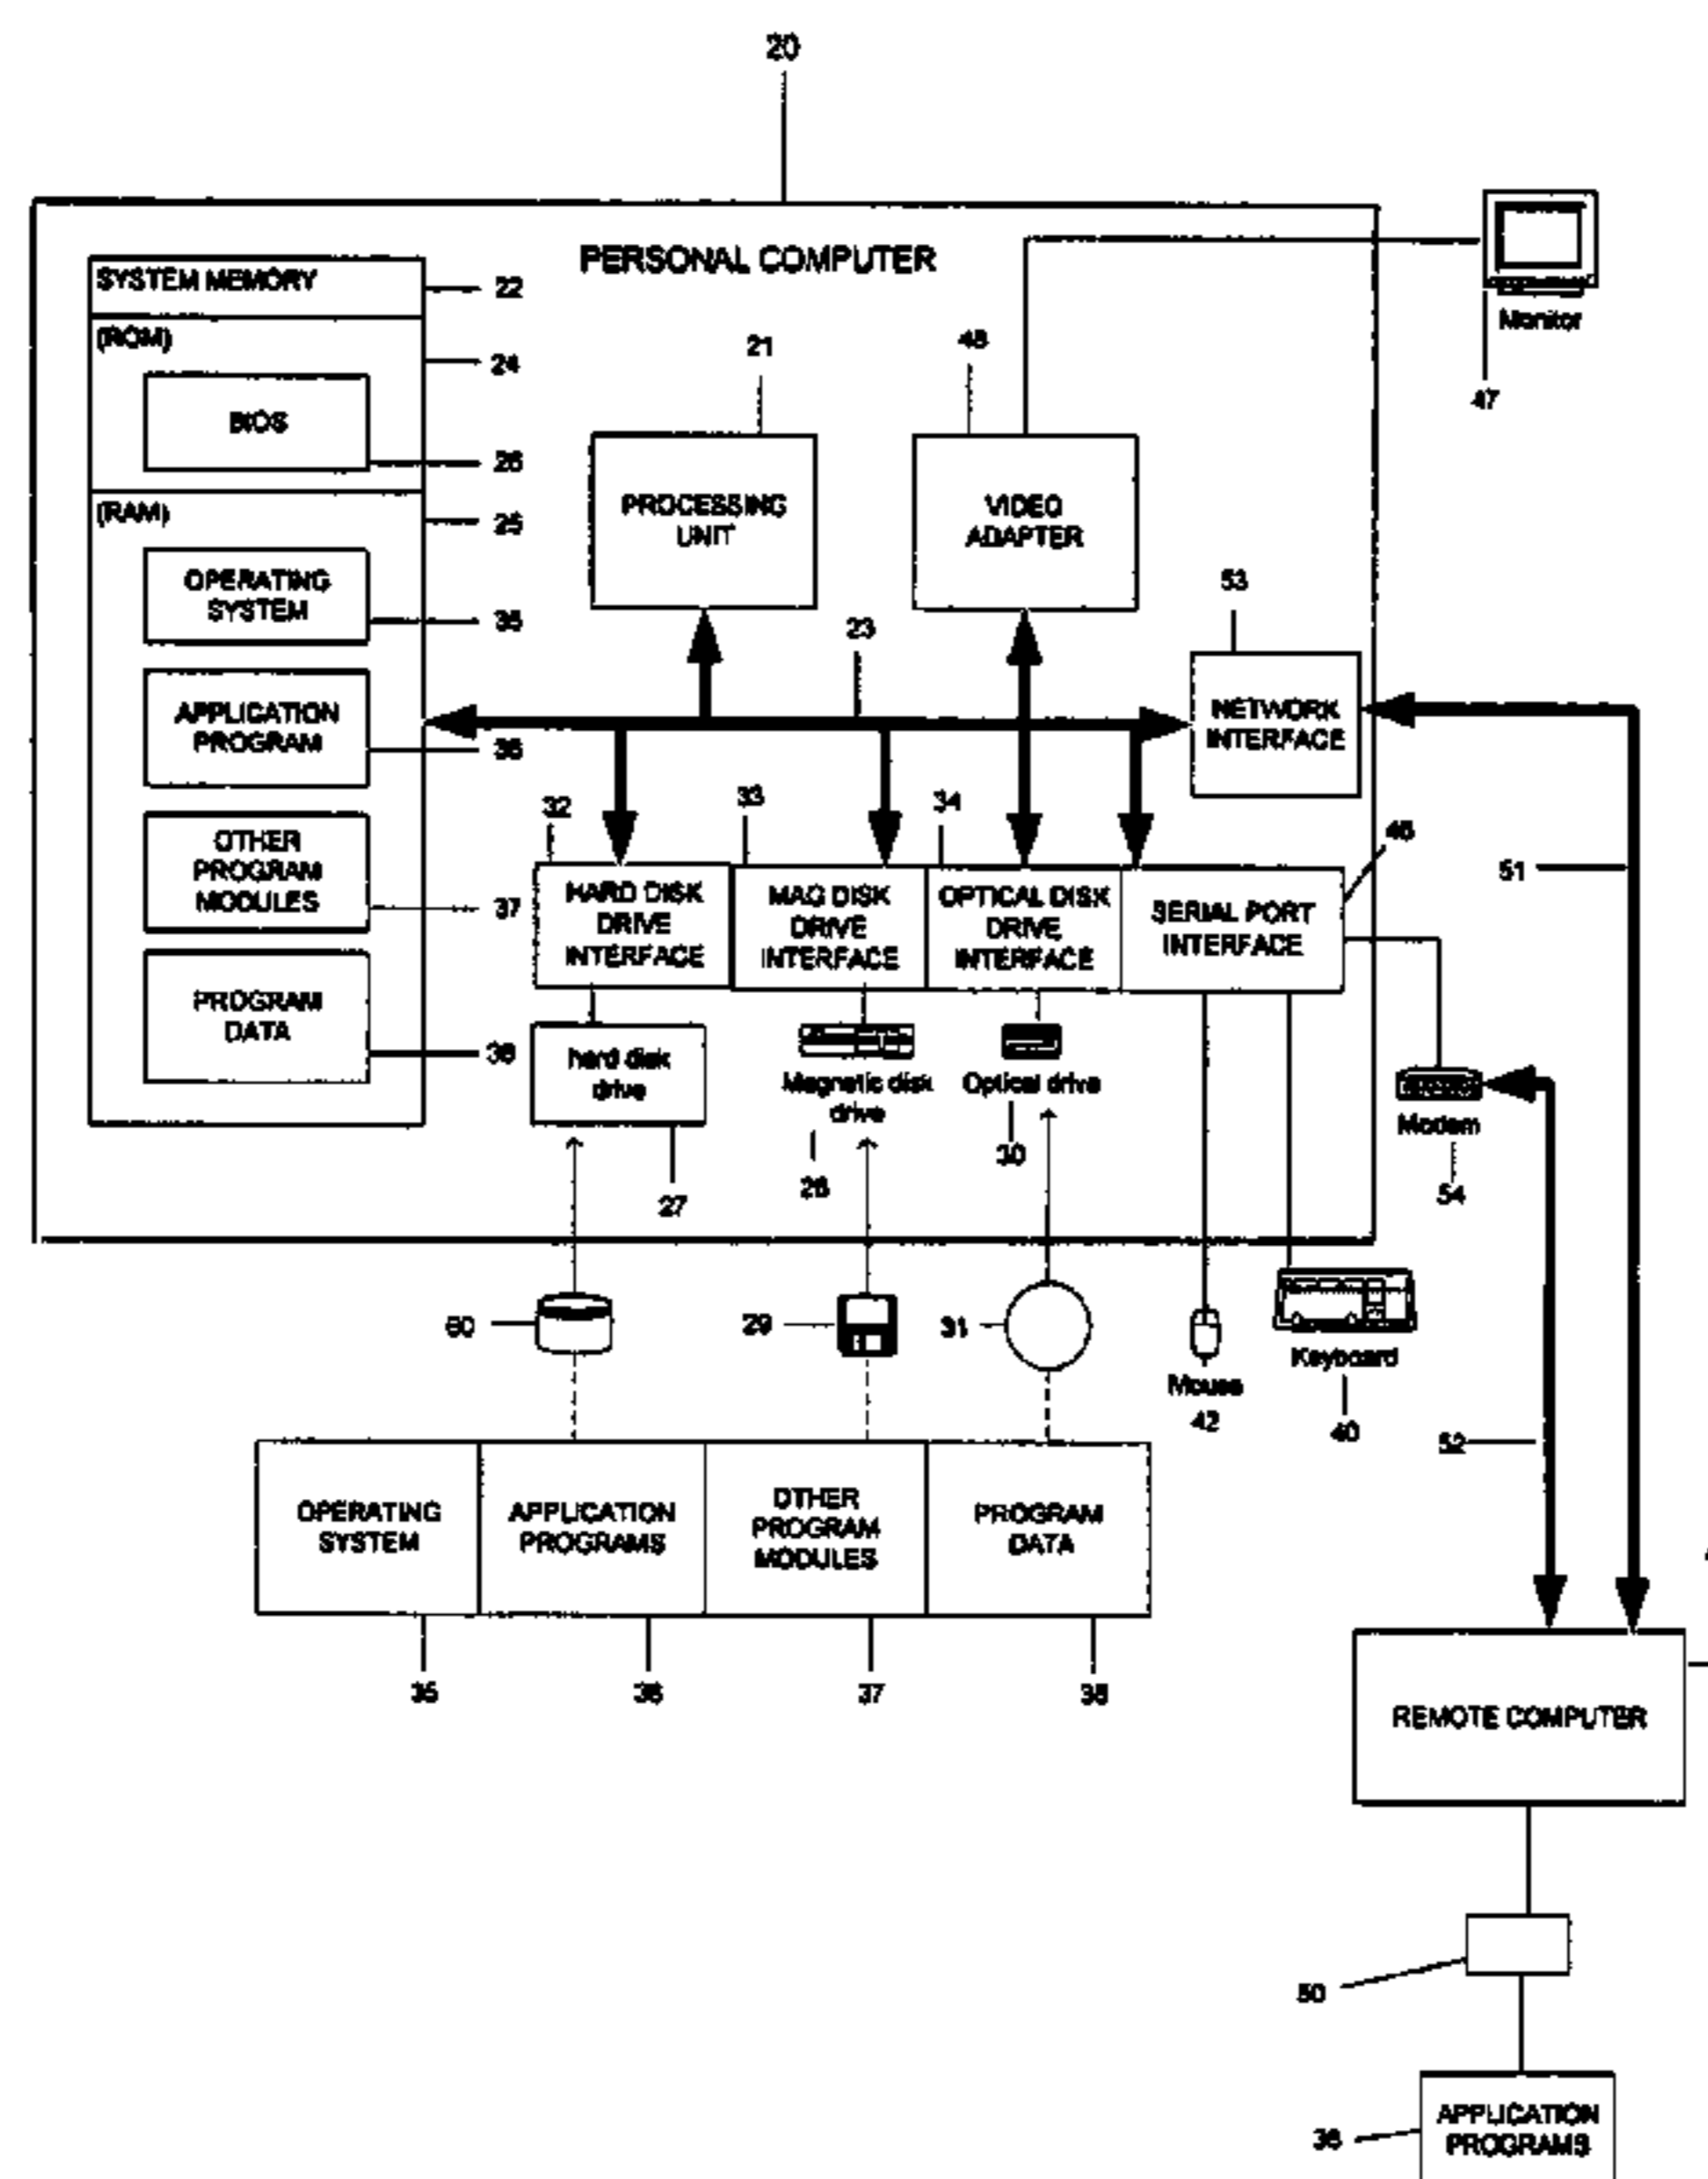 20
PERSONAL COMPUTER
SYSTEM MEMORY
22
(ROM)
24
BIOS
26
(RAM)
25
OPERATING
SYSTEM
35
APPLICATION
PROGRAM
36
OTHER
PROGRAM
MODULES
37
PROGRAM
DATA
38
21
PROCESSING
UNIT
48
VIDEO
ADAPTER
Monitor
47
23
53
NETWORK
INTERFACE
51
32
HARD DISK
DRIVE
INTERFACE
33
MAG DISK
DRIVE
INTERFACE
34
OPTICAL DISK
DRIVE
INTERFACE
46
SERIAL PORT
INTERFACE
hard disk
drive
27
Magnetic disk
drive
28
Optical drive
30
Modem
54
60
29
31
Mouse
42
Keyboard
40
52
OPERATING
SYSTEM
APPLICATION
PROGRAMS
OTHER
PROGRAM
MODULES
PROGRAM
DATA
35
36
37
38
REMOTE COMPUTER
50
36
APPLICATION
PROGRAMS